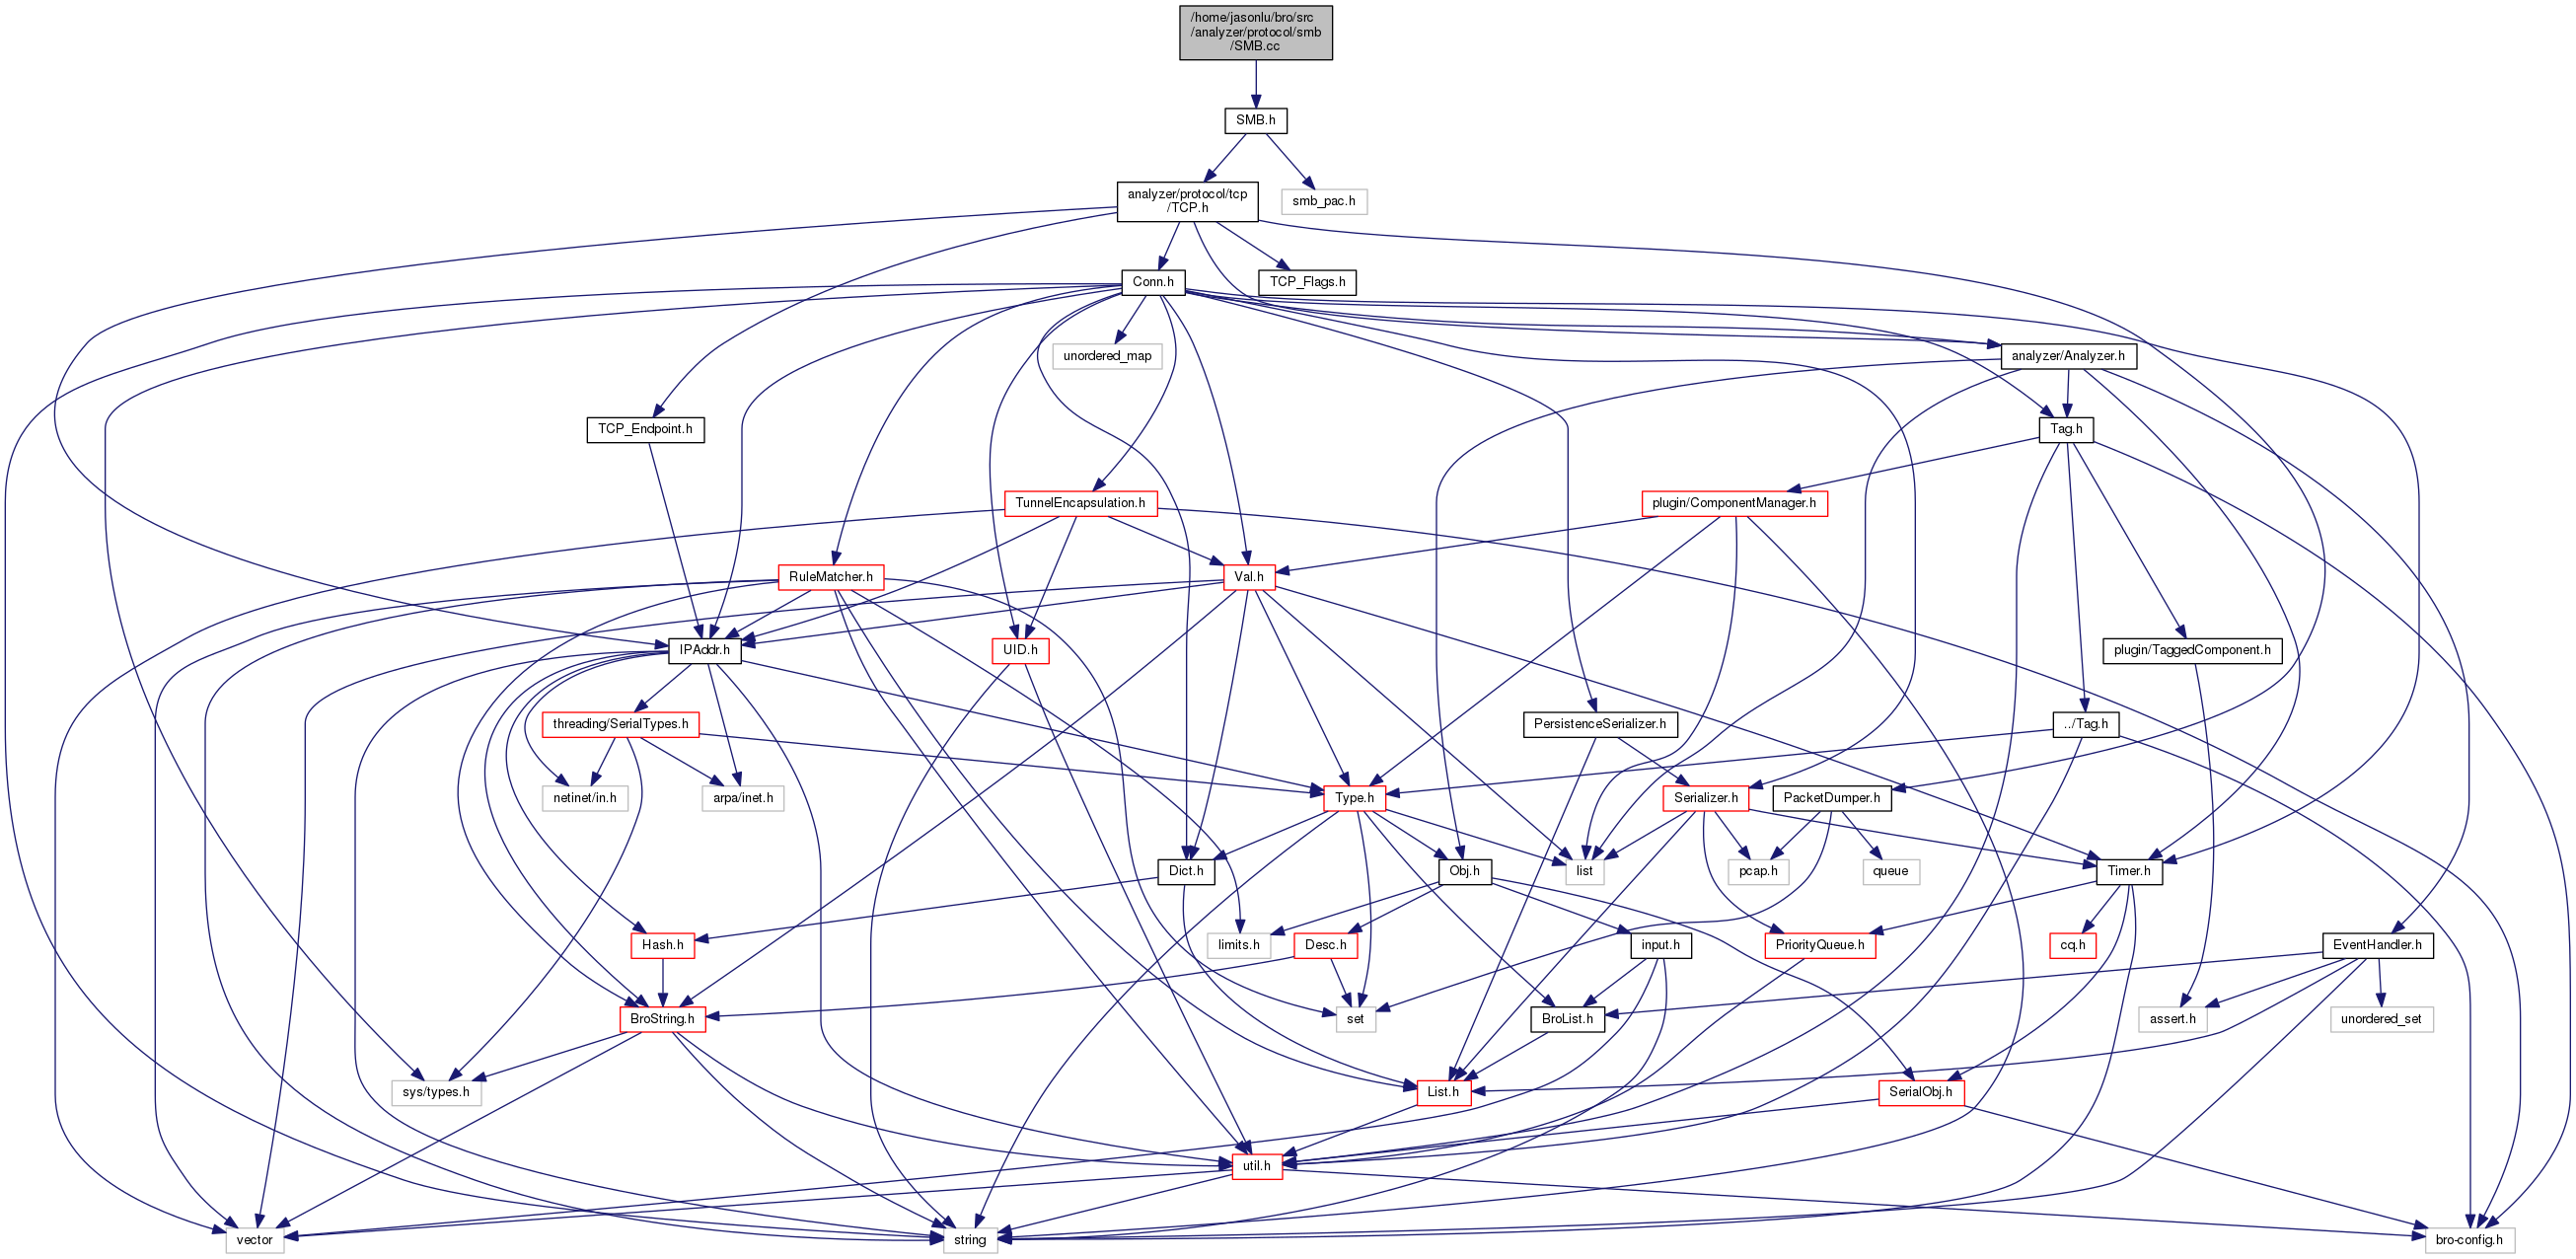 /home/jasonlu/bro/src
/analyzer/protocol/smb
/SMB.cc
SMB.h
analyzer/protocol/tcp
/TCP.h
smb_pac.h
Conn.h
TCP_Flags.h
unordered_map
analyzer/Analyzer.h
TCP_Endpoint.h
Tag.h
TunnelEncapsulation.h
plugin/ComponentManager.h
RuleMatcher.h
Val.h
IPAddr.h
UID.h
plugin/TaggedComponent.h
threading/SerialTypes.h
PersistenceSerializer.h
../Tag.h
netinet/in.h
arpa/inet.h
Type.h
Serializer.h
PacketDumper.h
Dict.h
Obj.h
list
pcap.h
queue
Timer.h
Hash.h
limits.h
Desc.h
input.h
PriorityQueue.h
cq.h
EventHandler.h
BroString.h
set
BroList.h
assert.h
unordered_set
sys/types.h
List.h
SerialObj.h
util.h
vector
string
bro-config.h